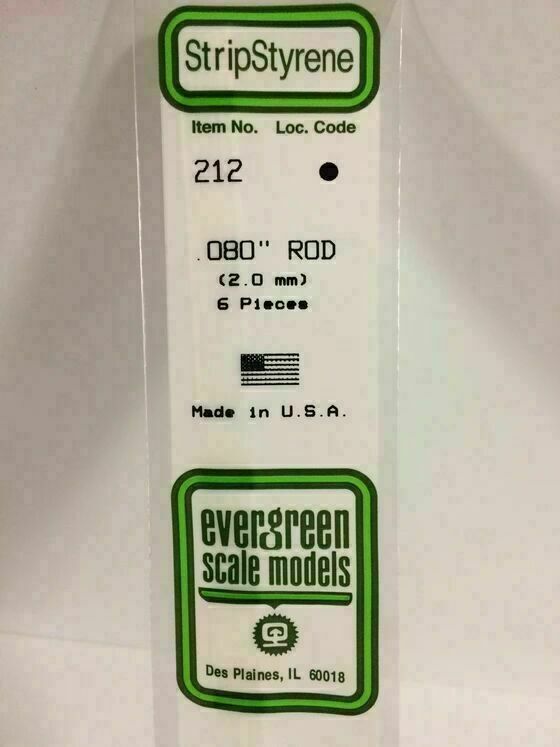 StripStyrene
Item No. Loc. Code
212 ●
.080" ROD
(2.0 mm)
6 Pieces
Made in U.S.A.
evergreen
scale models
Des Plaines, IL 60018